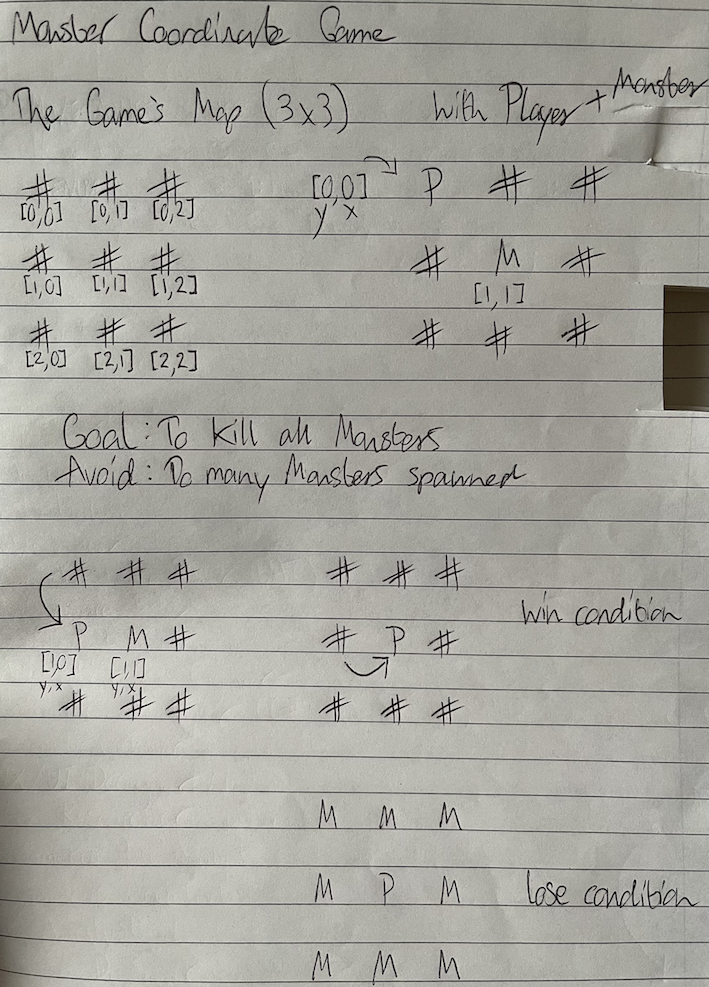 Monster Coordinate Game
The Game's Map (3x3) With Player + Monster
# # # [0,0] P # #
[0,0] [0,1] [0,2] y x
# # # # M #
[1,0] [1,1] [1,2] [1,1]
# # # # # #
[2,0] [2,1] [2,2]
Goal: To Kill all Monsters
Avoid: To many Monsters spawned
# # # # # #
Win condition
P M # # P #
[1,0] [1,1]
y,x y,x
# # # # # #
M M M
M P M lose condition
M M M